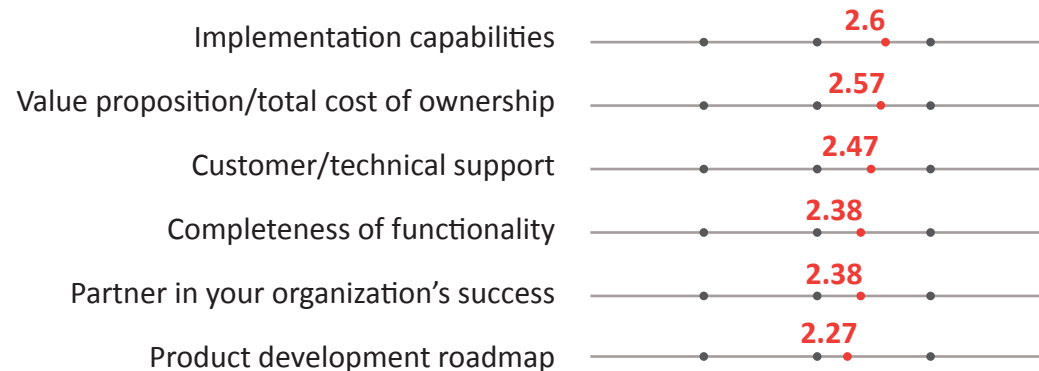 Implementation capabilities 2.6
Value proposition/total cost of ownership 2.57
Customer/technical support 2.47
Completeness of functionality 2.38
Partner in your organization’s success 2.38
Product development roadmap 2.27